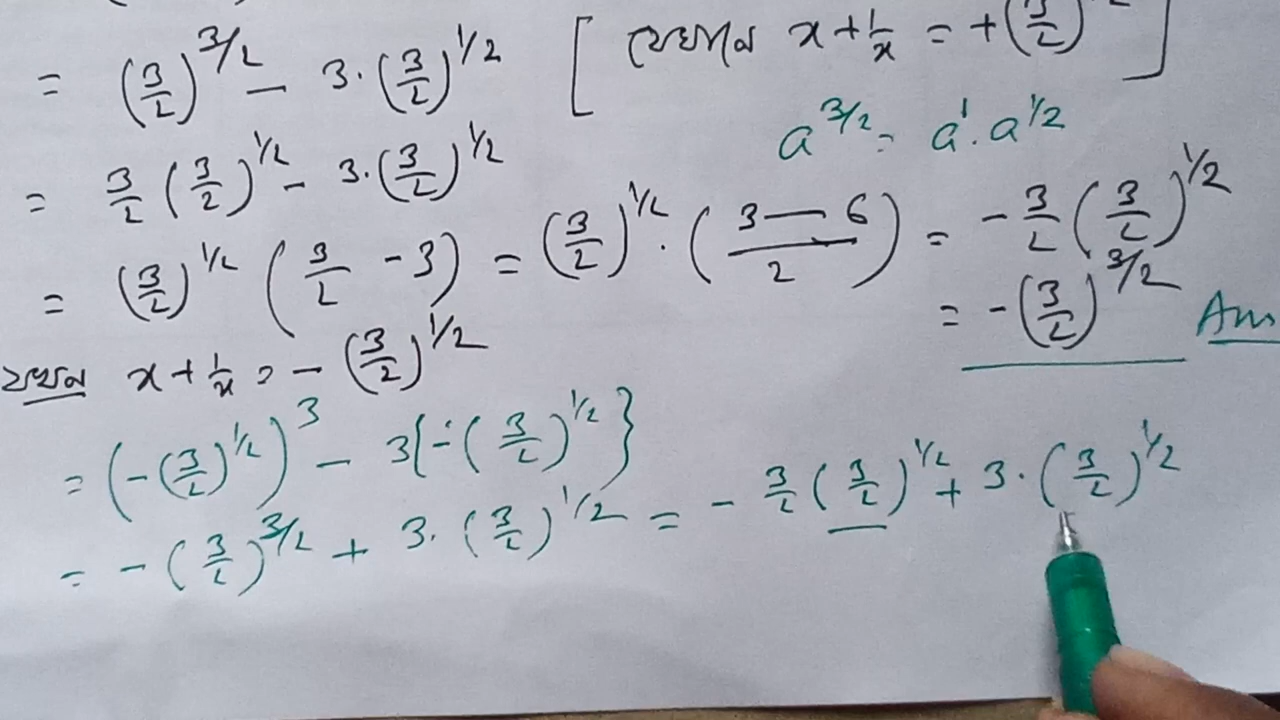 = (3/2)^3/2 − 3·(3/2)^1/2 [ যেখানে x + 1/x = +(3/2)^1/2 ]
a^3/2 = a^1 . a^1/2
= 3/2 (3/2)^1/2 − 3·(3/2)^1/2
= (3/2)^1/2 (3/2 − 3) = (3/2)^1/2 · (3 — 6 / 2) = − 3/2 (3/2)^1/2
= −(3/2)^3/2 Ans
যখন x + 1/x = − (3/2)^1/2
= (−(3/2)^1/2)^3 − 3{−(3/2)^1/2}
= −(3/2)^3/2 + 3·(3/2)^1/2 = − 3/2 (3/2)^1/2 + 3·(3/2)^1/2